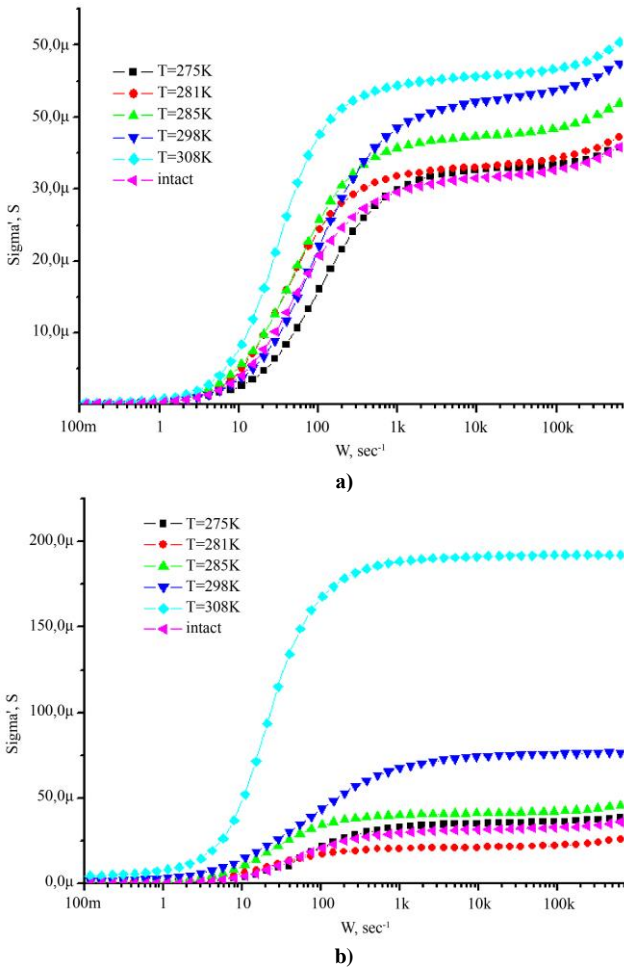 50,0µ
50,0µ
30,0µ
20,0µ
10,0µ
Sigma', S
T=275K
T=281K
T=285K
T=298K
T=308K
intact
100m 1 10 100 1k 10k 100k
W, sec⁻¹
a)
200,0µ
150,0µ
100,0µ
50,0µ
0,0µ
Sigma', S
T=275K
T=281K
T=285K
T=298K
T=308K
intact
100m 1 10 100 1k 10k 100k
W, sec⁻¹
b)